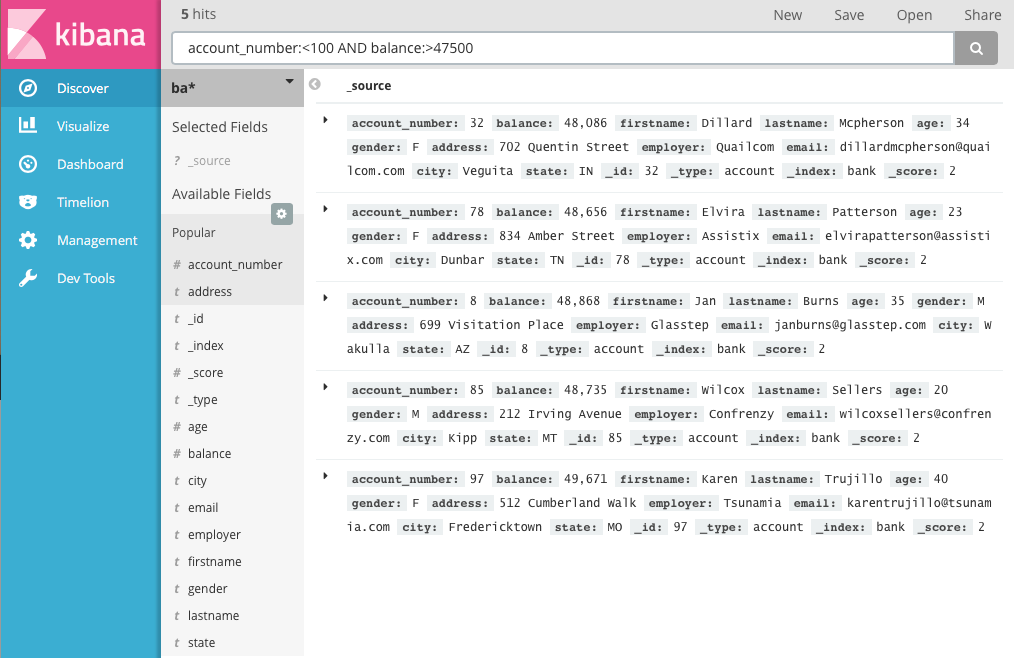 kibana
Discover
Visualize
Dashboard
Timelion
Management
Dev Tools
5 hits
New Save Open Share
account_number:<100 AND balance:>47500
ba*
Selected Fields
? _source
Available Fields
Popular
# account_number
t address
t _id
t _index
# _score
t _type
# age
# balance
t city
t email
t employer
t firstname
t gender
t lastname
t state
_source
account_number: 32 balance: 48,086 firstname: Dillard lastname: Mcpherson age: 34
gender: F address: 702 Quentin Street employer: Quailcom email: dillardmcpherson@quai
lcom.com city: Veguita state: IN _id: 32 _type: account _index: bank _score: 2
account_number: 78 balance: 48,656 firstname: Elvira lastname: Patterson age: 23
gender: F address: 834 Amber Street employer: Assistix email: elvirapatterson@assisti
x.com city: Dunbar state: TN _id: 78 _type: account _index: bank _score: 2
account_number: 8 balance: 48,868 firstname: Jan lastname: Burns age: 35 gender: M
address: 699 Visitation Place employer: Glasstep email: janburns@glasstep.com city: W
akulla state: AZ _id: 8 _type: account _index: bank _score: 2
account_number: 85 balance: 48,735 firstname: Wilcox lastname: Sellers age: 20
gender: M address: 212 Irving Avenue employer: Confrenzy email: wilcoxsellers@confren
zy.com city: Kipp state: MT _id: 85 _type: account _index: bank _score: 2
account_number: 97 balance: 49,671 firstname: Karen lastname: Trujillo age: 40
gender: F address: 512 Cumberland Walk employer: Tsunamia email: karentrujillo@tsunam
ia.com city: Fredericktown state: MO _id: 97 _type: account _index: bank _score: 2